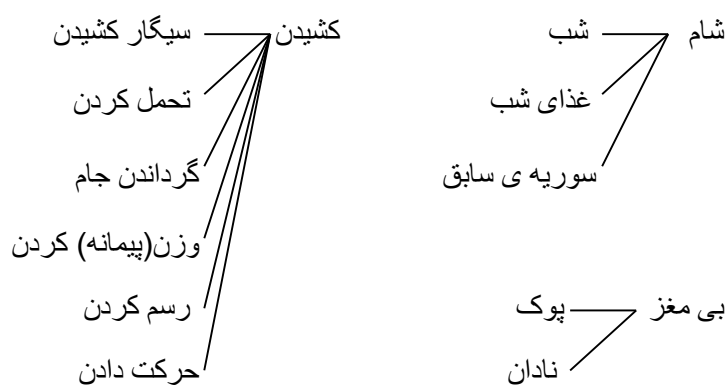 شام
شب
غذای شب
سوریه ی سابق
بی مغز
پوک
نادان
کشیدن
سیگار کشیدن
تحمل کردن
گرداندن جام
وزن(پیمانه) کردن
رسم کردن
حرکت دادن